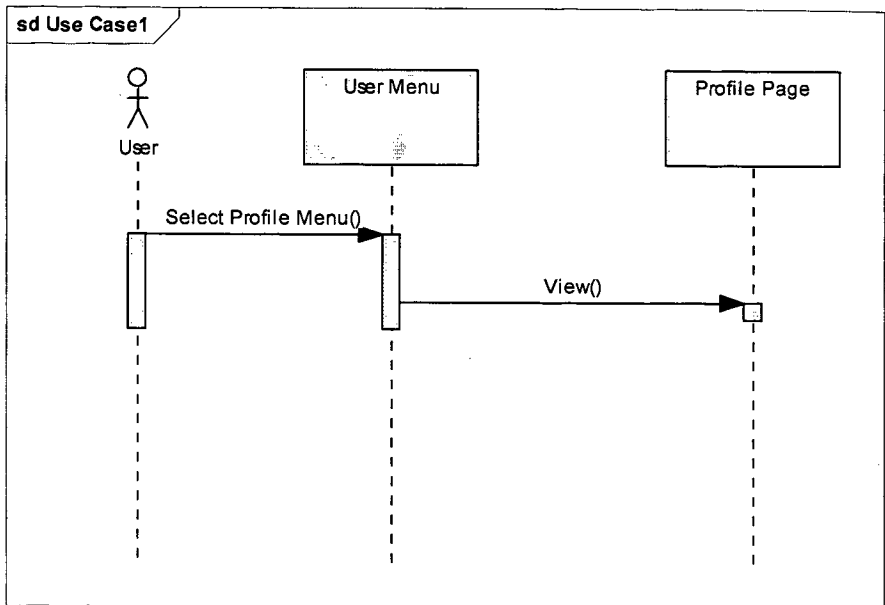 sd Use Case1
User Menu
Profile Page
User
Select Profile Menu()
View()